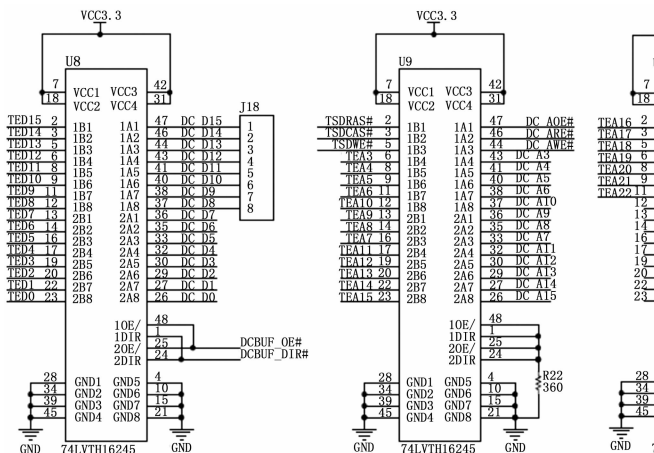 VCC3.3
U8
7 VCC1 VCC3 42
18 VCC2 VCC4 31
J18
TED15 2 1B1 1A1 47 DC D15 1
TED14 3 1B2 1A2 46 DC D14 2
TED13 5 1B3 1A3 44 DC D13 3
TED12 6 1B4 1A4 43 DC D12 4
TED11 8 1B5 1A5 41 DC D11 5
TED10 9 1B6 1A6 40 DC D10 6
TED9 11 1B7 1A7 38 DC D9 7
TED8 12 1B8 1A8 37 DC D8 8
TED7 13 2B1 2A1 36 DC D7
TED6 14 2B2 2A2 35 DC D6
TED5 16 2B3 2A3 33 DC D5
TED4 17 2B4 2A4 32 DC D4
TED3 19 2B5 2A5 30 DC D3
TED2 20 2B6 2A6 29 DC D2
TED1 22 2B7 2A7 27 DC D1
TED0 23 2B8 2A8 26 DC D0
1OE/ 48
1DIR 1
2OE/ 25 DCBUF_OE#
2DIR 24 DCBUF_DIR#
28 GND1 GND5 4
34 GND2 GND6 10
39 GND3 GND7 15
45 GND4 GND8 21
GND 74LVTH16245 GND
VCC3.3
U9
7 VCC1 VCC3 42
18 VCC2 VCC4 31
TSDRAS# 2 1B1 1A1 47 DC AOE#
TSDCAS# 3 1B2 1A2 46 DC ARE#
TSDWE# 5 1B3 1A3 44 DC AWE#
TEA3 6 1B4 1A4 43 DC A3
TEA4 8 1B5 1A5 41 DC A4
TEA5 9 1B6 1A6 40 DC A5
TEA6 11 1B7 1A7 38 DC A6
TEA10 12 1B8 1A8 37 DC A10
TEA9 13 2B1 2A1 36 DC A9
TEA8 14 2B2 2A2 35 DC A8
TEA7 16 2B3 2A3 33 DC A7
TEA11 17 2B4 2A4 32 DC A11
TEA12 19 2B5 2A5 30 DC A12
TEA13 20 2B6 2A6 29 DC A13
TEA14 22 2B7 2A7 27 DC A14
TEA15 23 2B8 2A8 26 DC A15
1OE/ 48
1DIR 1
2OE/ 25
2DIR 24
R22
360
28 GND1 GND5 4
34 GND2 GND6 10
39 GND3 GND7 15
45 GND4 GND8 21
GND 74LVTH16245 GND
7
18
TEA16 2
TEA17 3
TEA18 5
TEA19 6
TEA20 8
TEA21 9
TEA22 11
12
13
14
16
17
19
20
22
23
28
34
39
45
GND 7